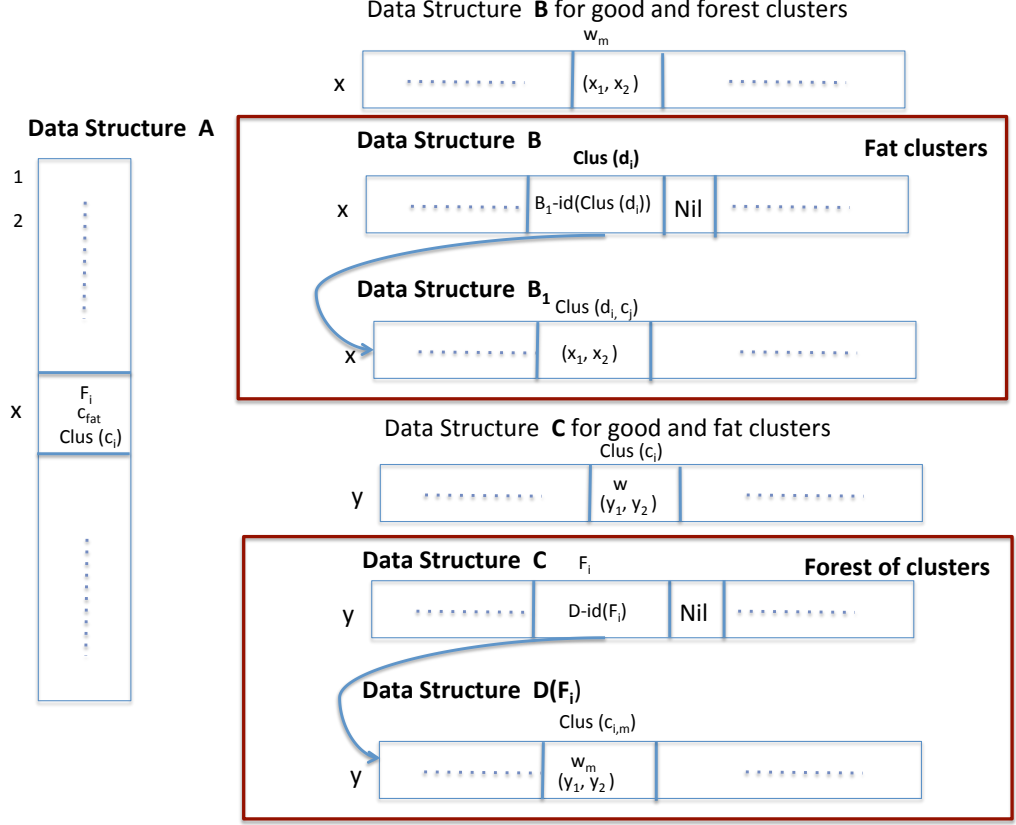 Data Structure B for good and forest clusters
w_m
x
(x_1, x_2 )
Data Structure A
1
2
x
F_i
c_fat
Clus (c_i)
Data Structure B
Fat clusters
Clus (d_i)
x
B_1-id(Clus (d_i))
Nil
Data Structure B_1
Clus (d_i, c_j)
x
(x_1, x_2 )
Data Structure C for good and fat clusters
Clus (c_i)
y
w
(y_1, y_2 )
Data Structure C
F_i
Forest of clusters
y
D-id(F_i)
Nil
Data Structure D(F_i)
Clus (c_i,m)
y
w_m
(y_1, y_2 )